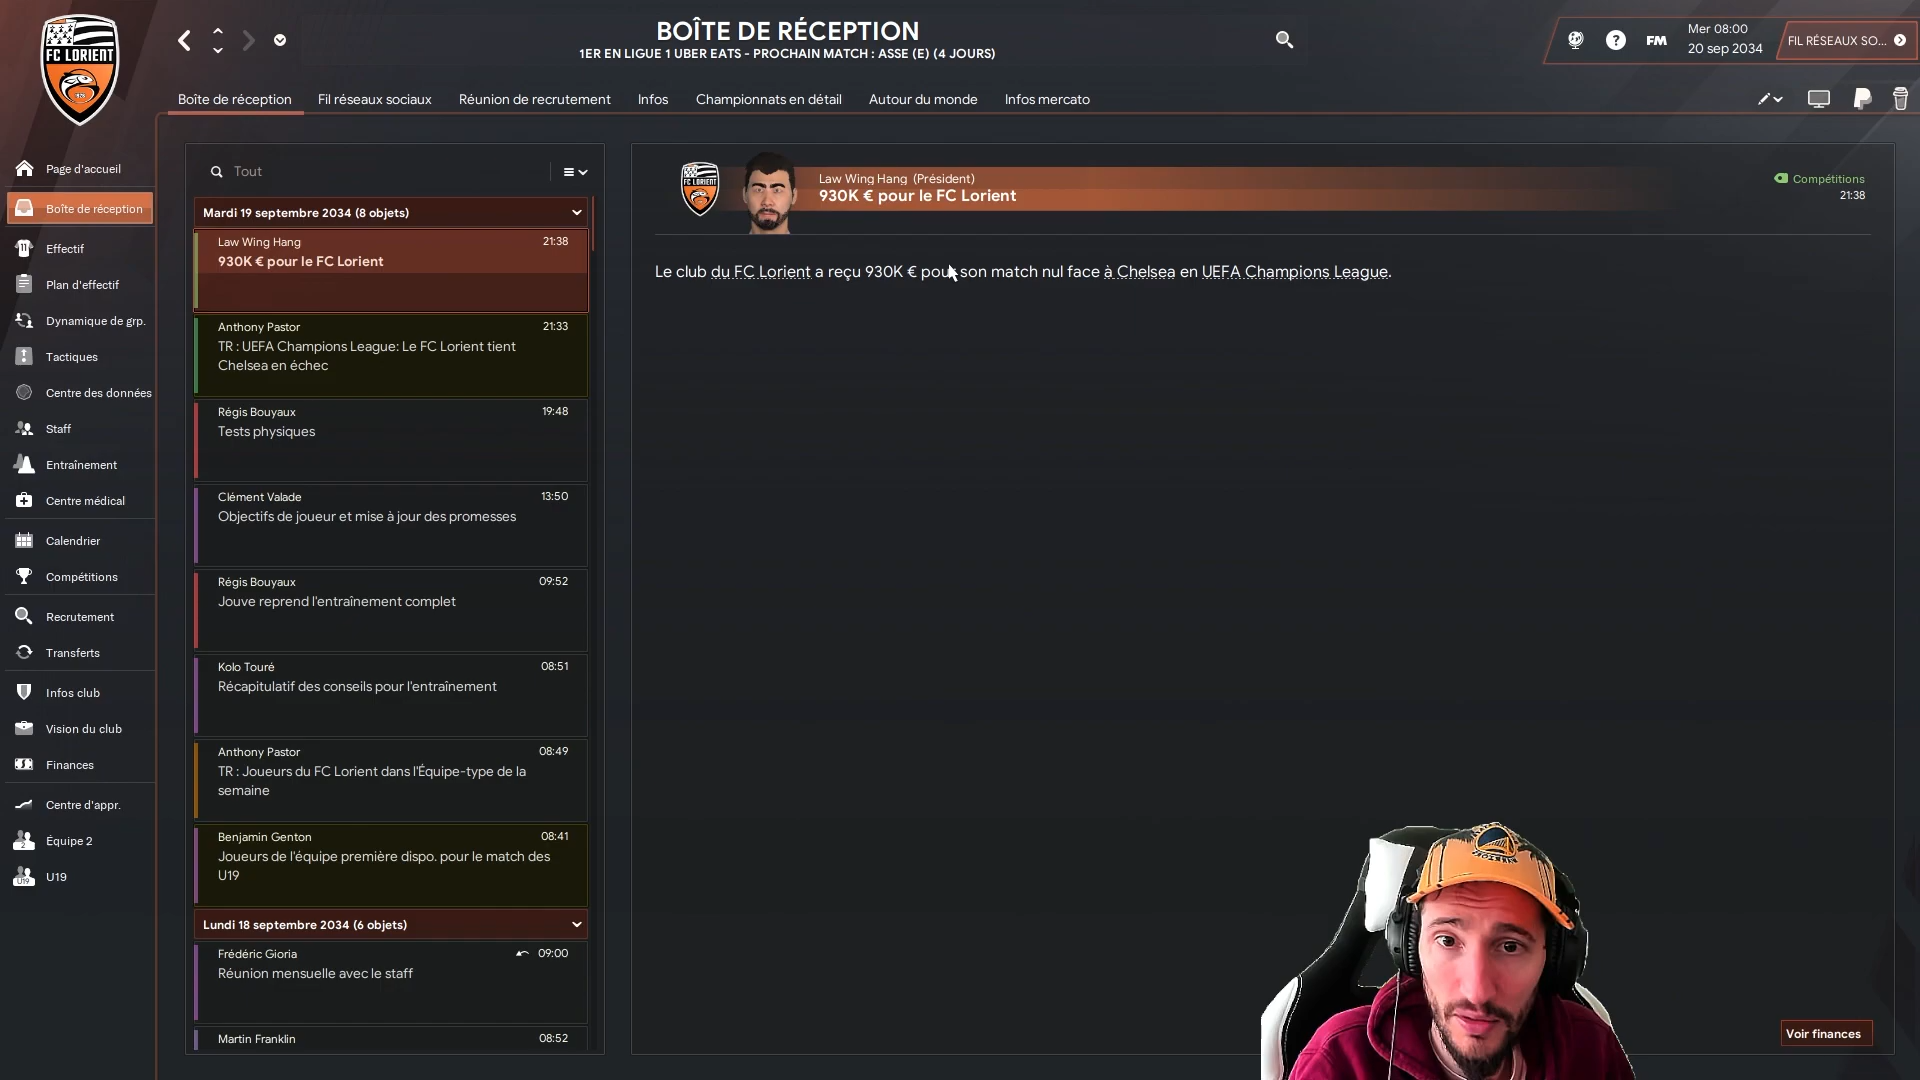 FC LORIENT
BOÎTE DE RÉCEPTION
1ER EN LIGUE 1 UBER EATS - PROCHAIN MATCH : ASSE (E) (4 JOURS)
FM
Mer 08:00
20 sep 2034
FIL RÉSEAUX SO...
Boîte de réception
Fil réseaux sociaux
Réunion de recrutement
Infos
Championnats en détail
Autour du monde
Infos mercato
Page d'accueil
Boîte de réception
Effectif
Plan d'effectif
Dynamique de grp.
Tactiques
Centre des données
Staff
Entraînement
Centre médical
Calendrier
Compétitions
Recrutement
Transferts
Infos club
Vision du club
Finances
Centre d'appr.
Équipe 2
U19
Tout
Mardi 19 septembre 2034 (8 objets)
Law Wing Hang 21:38
930K € pour le FC Lorient
Anthony Pastor 21:33
TR : UEFA Champions League: Le FC Lorient tient
Chelsea en échec
Régis Bouyaux 19:48
Tests physiques
Clément Valade 13:50
Objectifs de joueur et mise à jour des promesses
Régis Bouyaux 09:52
Jouve reprend l'entraînement complet
Kolo Touré 08:51
Récapitulatif des conseils pour l'entraînement
Anthony Pastor 08:49
TR : Joueurs du FC Lorient dans l'Équipe-type de la
semaine
Benjamin Genton 08:41
Joueurs de l'équipe première dispo. pour le match des
U19
Lundi 18 septembre 2034 (6 objets)
Frédéric Gioria 09:00
Réunion mensuelle avec le staff
Martin Franklin 08:52
FC LORIENT
Law Wing Hang (Président)
930K € pour le FC Lorient
Compétitions
21:38
Le club du FC Lorient a reçu 930K € pour son match nul face à Chelsea en UEFA Champions League.
Voir finances